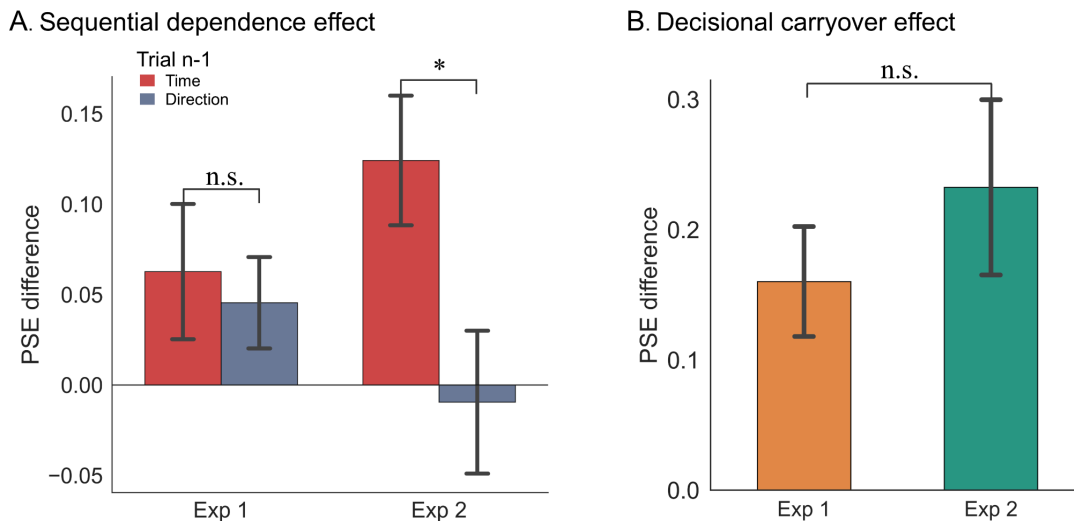 A. Sequential dependence effect
Trial n-1
Time
Direction
*
n.s.
PSE difference
0.15
0.10
0.05
0.00
−0.05
Exp 1
Exp 2
B. Decisional carryover effect
n.s.
PSE difference
0.3
0.2
0.1
0.0
Exp 1
Exp 2